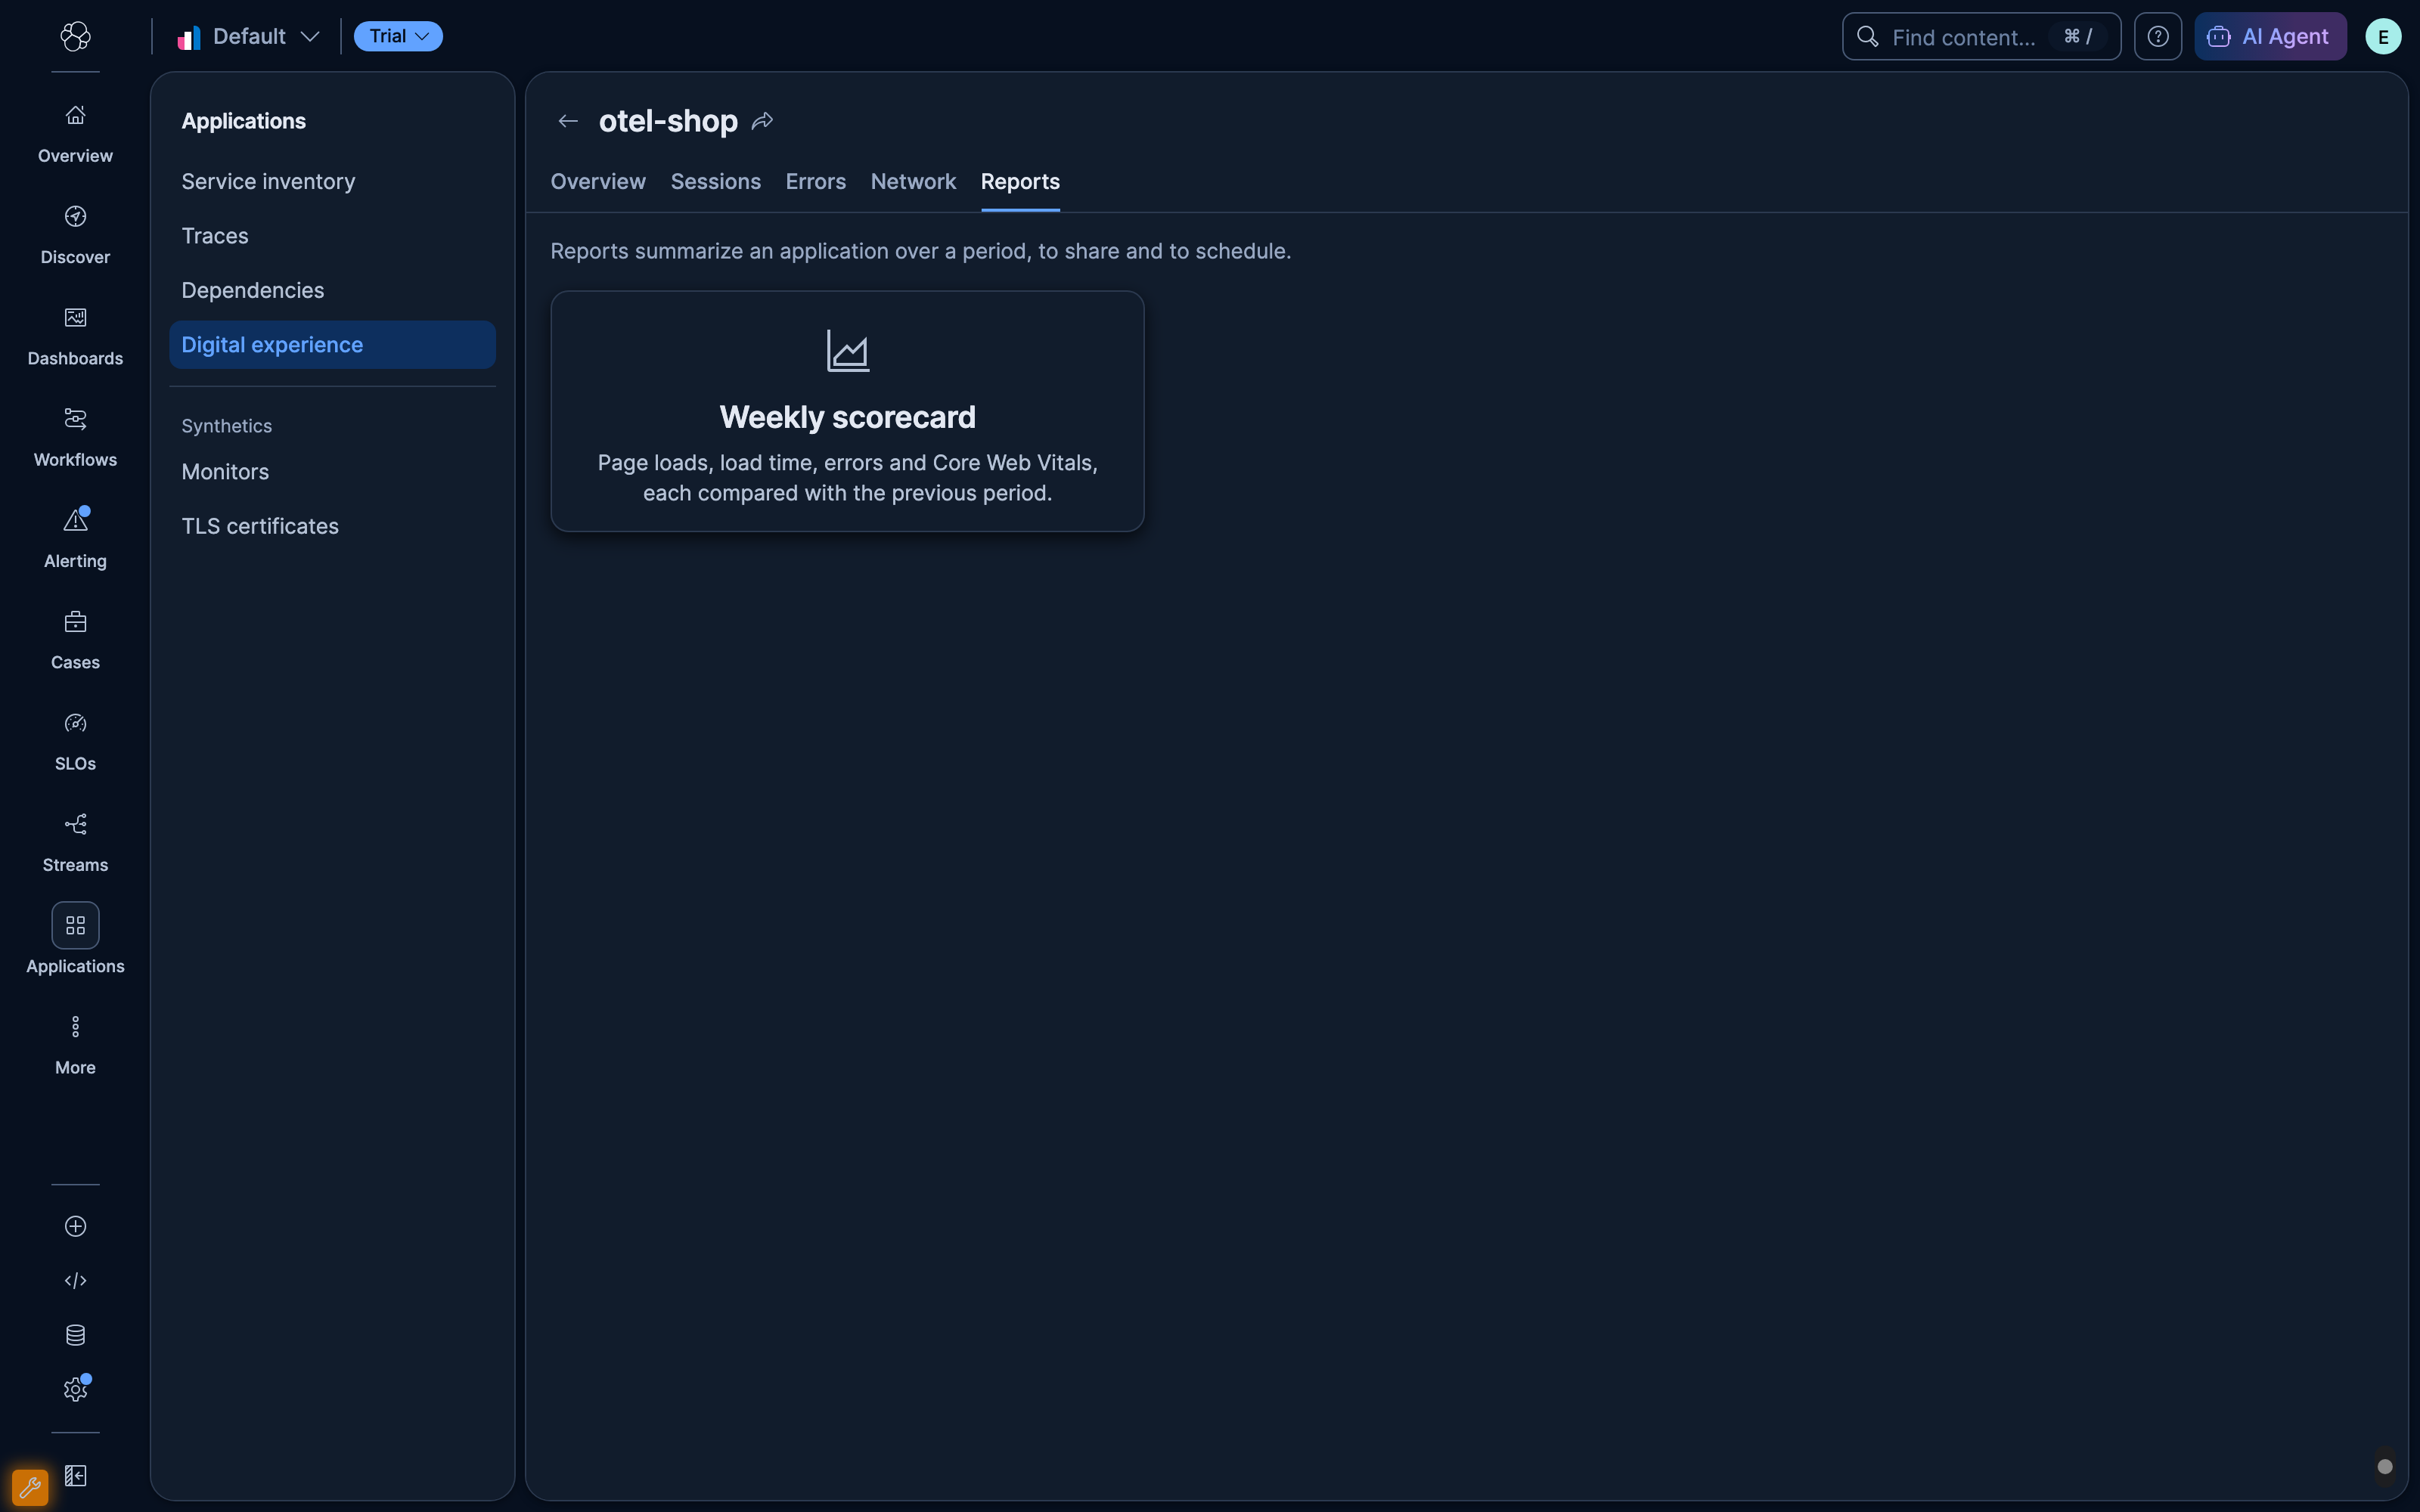 Default
Trial
Find content...
⌘ /
AI Agent
E
Overview
Discover
Dashboards
Workflows
Alerting
Cases
SLOs
Streams
Applications
More
Applications
Service inventory
Traces
Dependencies
Digital experience
Synthetics
Monitors
TLS certificates
otel-shop
Overview Sessions Errors Network Reports
Reports summarize an application over a period, to share and to schedule.
Weekly scorecard
Page loads, load time, errors and Core Web Vitals,
each compared with the previous period.